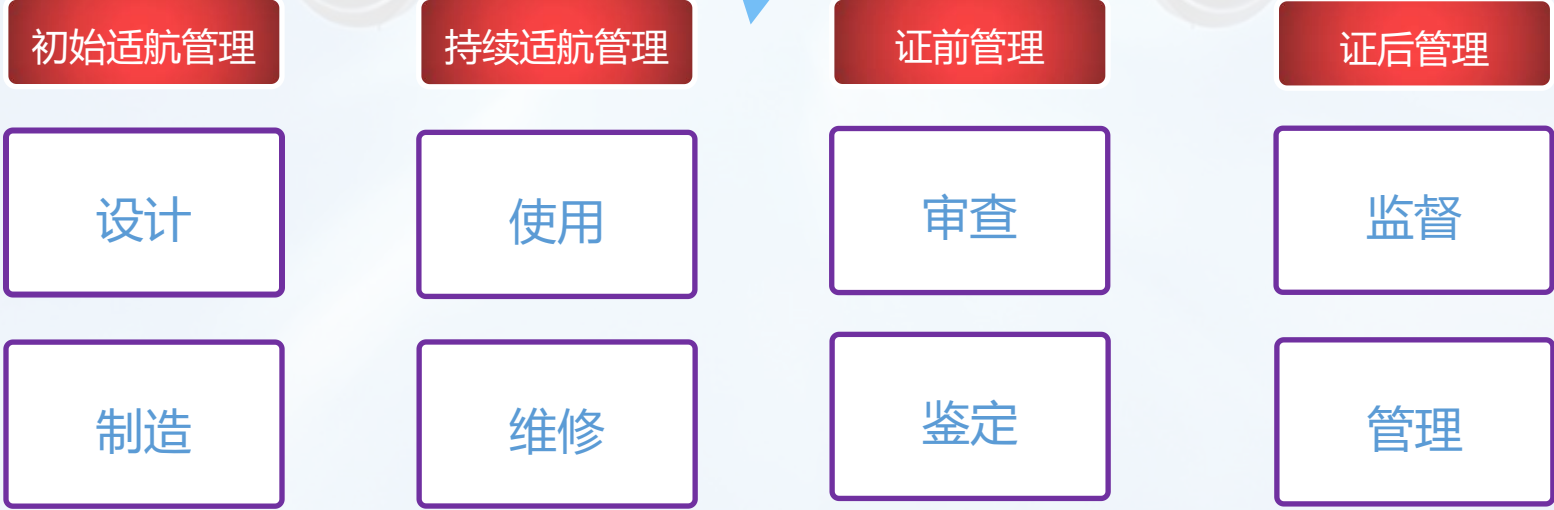 初始适航管理
持续适航管理
证前管理
证后管理
设计
使用
审查
监督
制造
维修
鉴定
管理